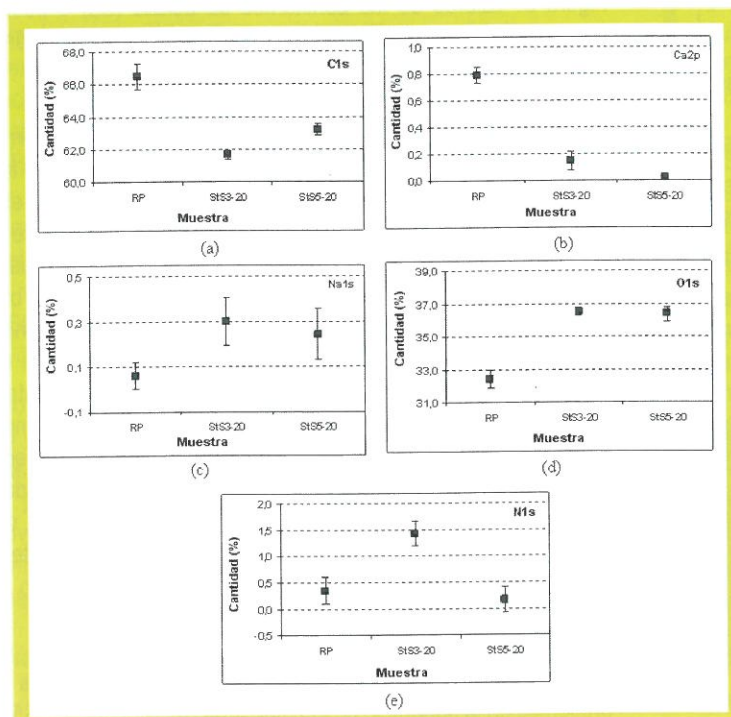 68,0
66,0
64,0
62,0
60,0
Cantidad (%)
C1s
RP StS3-20 StS5-20
Muestra
(a)
1,0
0,8
0,6
0,4
0,2
0,0
Cantidad (%)
Ca2p
RP StS3-20 StS5-20
Muestra
(b)
0,5
0,3
0,1
-0,1
Cantidad (%)
Na1s
RP StS3-20 StS5-20
Muestra
(c)
39,0
37,0
35,0
33,0
31,0
Cantidad (%)
O1s
RP StS3-20 StS5-20
Muestra
(d)
2,0
1,5
1,0
0,5
0,0
-0,5
Cantidad (%)
N1s
RP StS3-20 StS5-20
Muestra
(e)